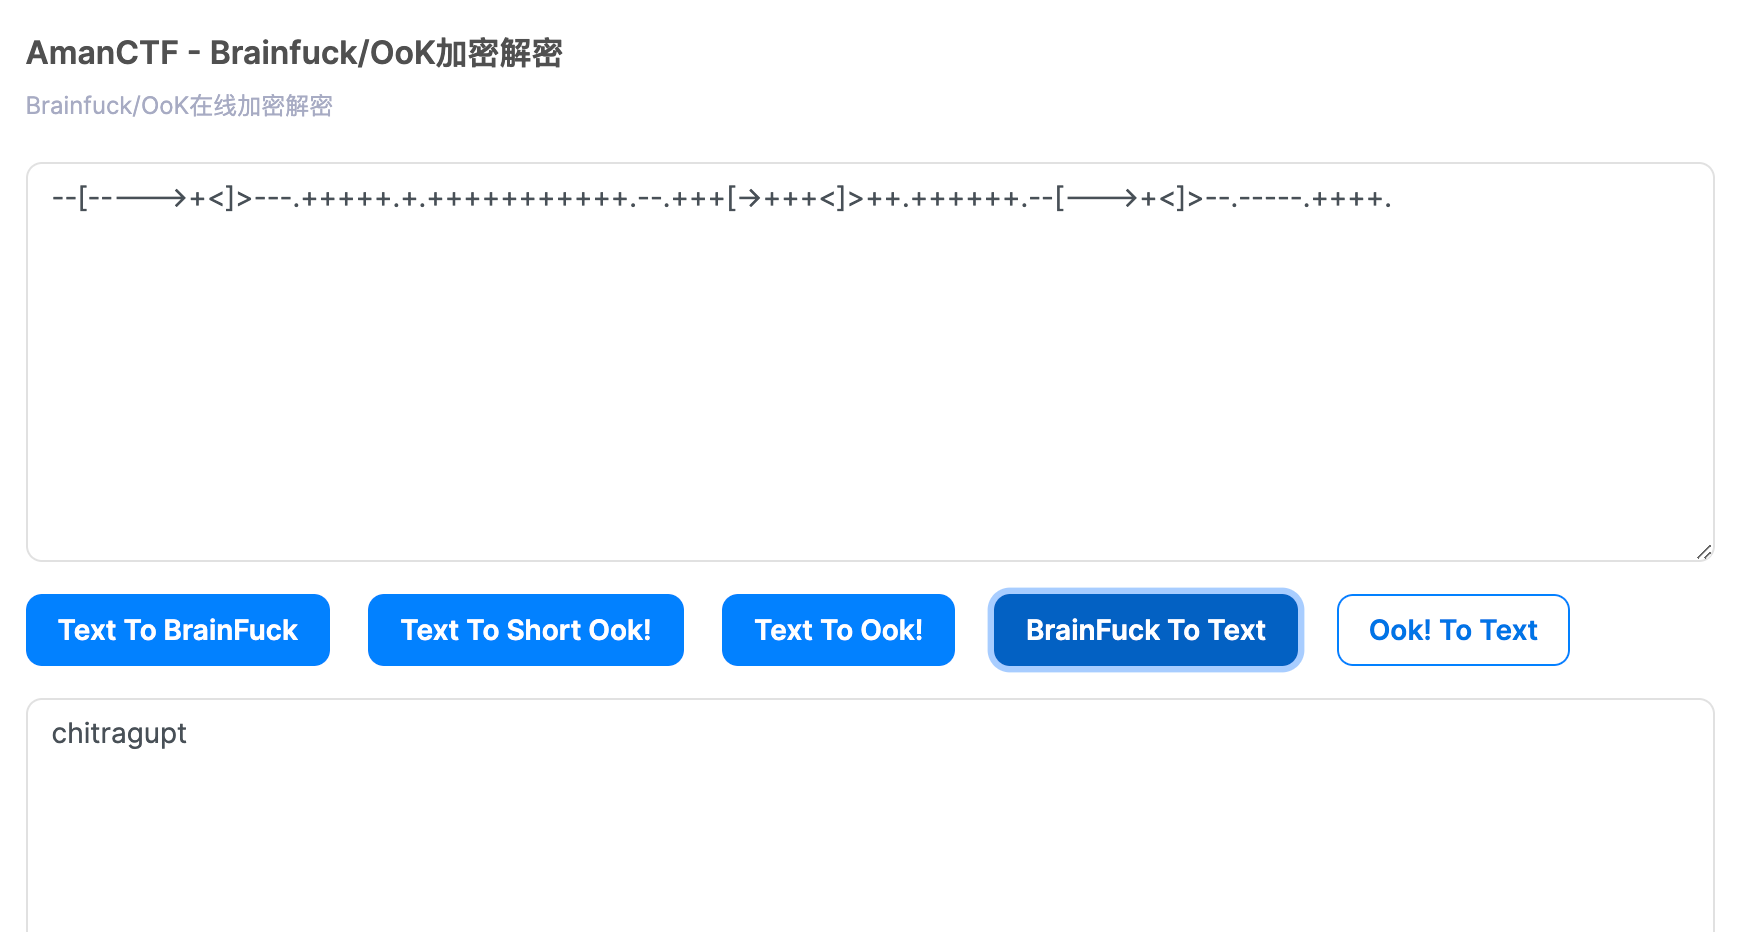 AmanCTF - Brainfuck/OoK加密解密
Brainfuck/OoK在线加密解密
--[----->+<]>---.+++++.+.+++++++++++.--.+++[->+++<]>++.++++++.--[--->+<]>--.-----.++++.
Text To BrainFuck
Text To Short Ook!
Text To Ook!
BrainFuck To Text
Ook! To Text
chitragupt